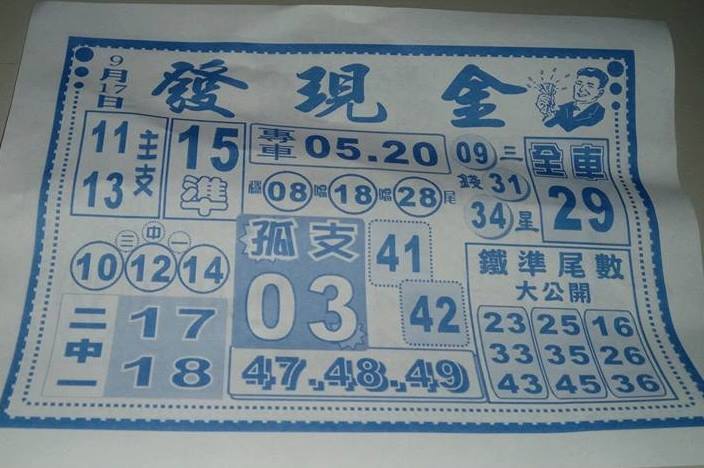 9月17日
發現金
11
13
主支
15
準
專車
05.20
09
31
34
三
錢
星
全車
29
08
18
28
尾
三中一
10 12 14
孤支
03
41
42
鐵準尾數
大公開
23 25 16
33 35 26
43 45 36
二中一
17
18
47.48.49